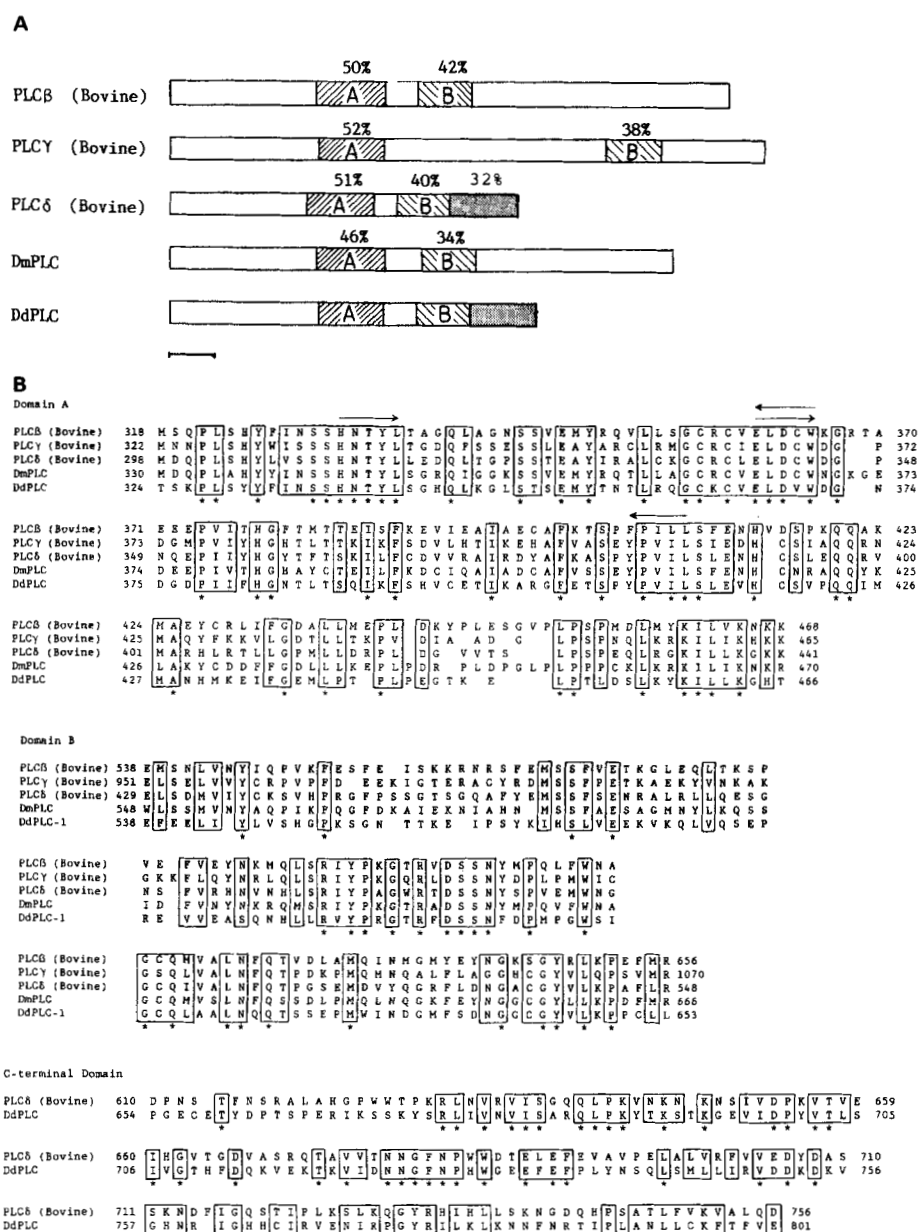 A
50% 42%
PLCβ (Bovine) A B
52% 38%
PLCγ (Bovine) A B
51% 40% 32%
PLCδ (Bovine) A B
46% 34%
DmPLC A B
DdPLC A B
B
Domain A
PLCβ (Bovine) 318 M S Q P L S H Y F I N S S H N T Y L T A G Q L A G N S S V E M Y R Q V L L S G C R C V E L D C W K G R T A 370
PLCγ (Bovine) 322 M N N P L S H Y W I S S S H N T Y L T G D Q F S S E S S L E A Y A R C L R M G C R C I E L D C W D G P 372
PLCδ (Bovine) 298 M D Q P L S H Y L V S S S H N T Y L L E D Q L T G P S S T E A Y I R A L C K G C R C L E L D C W D G P 348
DmPLC 330 M D Q P L A H Y Y I N S S H N T Y L S G R Q I G G K S S V E M Y R Q T L L A G C R C V E L D C W N G K G E 373
DdPLC 324 T S K P L S Y Y F I N S S H N T Y L S G H Q L K G L S T S E M Y T N T L R Q G C K C V E L D V W D G N 374
PLCβ (Bovine) 371 E E E P V I T H G F T M T T E I S F K E V I E A I A E C A F K T S P F P I L L S F E N H V D S P K Q Q A K 423
PLCγ (Bovine) 373 D G M P V I Y H G H T L T T K I K F S D V L H T I K E H A F V A S E Y P V I L S I E D H C S I A Q Q R N 424
PLCδ (Bovine) 349 N Q E P I I Y H G Y T F T S K I L F C D V V R A I R D Y A F K A S P Y P V I L S L E N H C S L E Q Q R V 400
DmPLC 374 D E E P I V T H G H A Y C T E I L F K D C I Q A I A D C A F V S S E Y P V I L S F E N H C N R A Q Q Y K 425
DdPLC 375 D G D P I I F H G N T L T S Q I K F S H V C E T I K A R G F E T S P Y P V I L S L E V H C S V P Q Q I M 426
PLCβ (Bovine) 424 M A E Y C R L I F G D A L L M E P L D K Y P L E S G V P L P S P M D L M Y K I L V K N K K 468
PLCγ (Bovine) 425 M A Q Y F K K V L G D T L L T K P V D I A A D G L P S P N Q L K R K I L I K H K K 465
PLCδ (Bovine) 401 M A R H L R T L L G P M L L D R P L D G V V T S L P S P E Q L R G K I L L K G K K 441
DmPLC 426 L A K Y C D D F F G D L L L K E P L P D R P L D P G L P L P P P C K L K R K I L I K N K R 470
DdPLC 427 M A N H M K E I F G E M L P T P L P E G T K E L P T L D S L K Y K I L L K G H T 466
Domain B
PLCβ (Bovine) 538 E M S N L V N Y I Q P V K F E S F E I S K K R N R S F E M S S F V E T K G L E Q L T K S P
PLCγ (Bovine) 951 E L S E L V V Y C R P V P F D E E K I G T E R A C Y R D M S S F P E T K A E K Y V N K A K
PLCδ (Bovine) 429 E L S D M V I Y C K S V H F R G F P S S G T S G Q A F Y E M S S F S E N R A L R L L Q E S G
DmPLC 548 W L S S M V N Y A Q P I K F Q G F D K A I E K N I A H N M S S F A E S A G M N Y L K Q S S
DdPLC-1 538 E F E E L I Y L V S H G P K S G N T T K E I P S Y K I H S L V E E K V K Q L V Q S E P
PLCβ (Bovine) V E F V E Y N K M Q L S R I Y P K G T R V D S S N Y M P Q L F W N A
PLCγ (Bovine) G K K F L Q Y N R L Q L S R I Y P K G Q R L D S S N Y D P L P M W I C
PLCδ (Bovine) N S F V R H N V N H L S R I Y P A G W R T D S S N Y S P V E M W N G
DmPLC I D F V N Y N K R Q M S R I Y P K G T R A D S S N Y M P Q V F W N A
DdPLC-1 R E V V E A S Q N H L L R V Y P R G T R F D S S N F D P M P G W S I
PLCβ (Bovine) G C Q M V A L N F Q T V D L A M Q I N M G M Y E Y N G K S G Y R L K P E F M R 656
PLCγ (Bovine) G S Q L V A L N F Q T P D K P M Q M N Q A L F L A G G H C G Y V L Q P S V M R 1070
PLCδ (Bovine) G C Q I V A L N F Q T P G S E M D V Y Q G R F L D N G A C G Y V L K P A F L R 548
DmPLC G C Q M V S L N F Q S S D L P M Q L N Q G K F E Y N G G C G Y L L K P D F M R 666
DdPLC-1 G C Q L A A L N Q Q T S S E P M W I N D G M F S D N G G C G Y V L K P P C L L 653
C-terminal Domain
PLCδ (Bovine) 610 D P N S T F N S R A L A H G P W W T P K R L N V R V I S G Q Q L P K V N K N K N S I V D P K V T V E 659
DdPLC 654 P G E C E T Y D P T S P E R I K S S K Y S R L I V N V I S A R Q L P K Y T K S T K G E V I D P Y V T L S 705
PLCδ (Bovine) 660 I H G V T G D V A S R Q T A V V T N N G F N P W W D T E L E F E V A V P E L A L V R F V V E D Y D A S 710
DdPLC 706 I V G T H F D Q K V E K T K V I D N N G F N P H W G E E F E F P L Y N S Q L S M L L I R V D D K D K V 756
PLCδ (Bovine) 711 S K N D F I G Q S T I P L K S L K Q G Y R H I H L L S K N G D Q H P S A T L F V K V A L Q D 756
DdPLC 757 G H N R I G H H C I R V E N I R P G Y R I L K L K N N F N R T I P L A N L L C K F T F V E 801